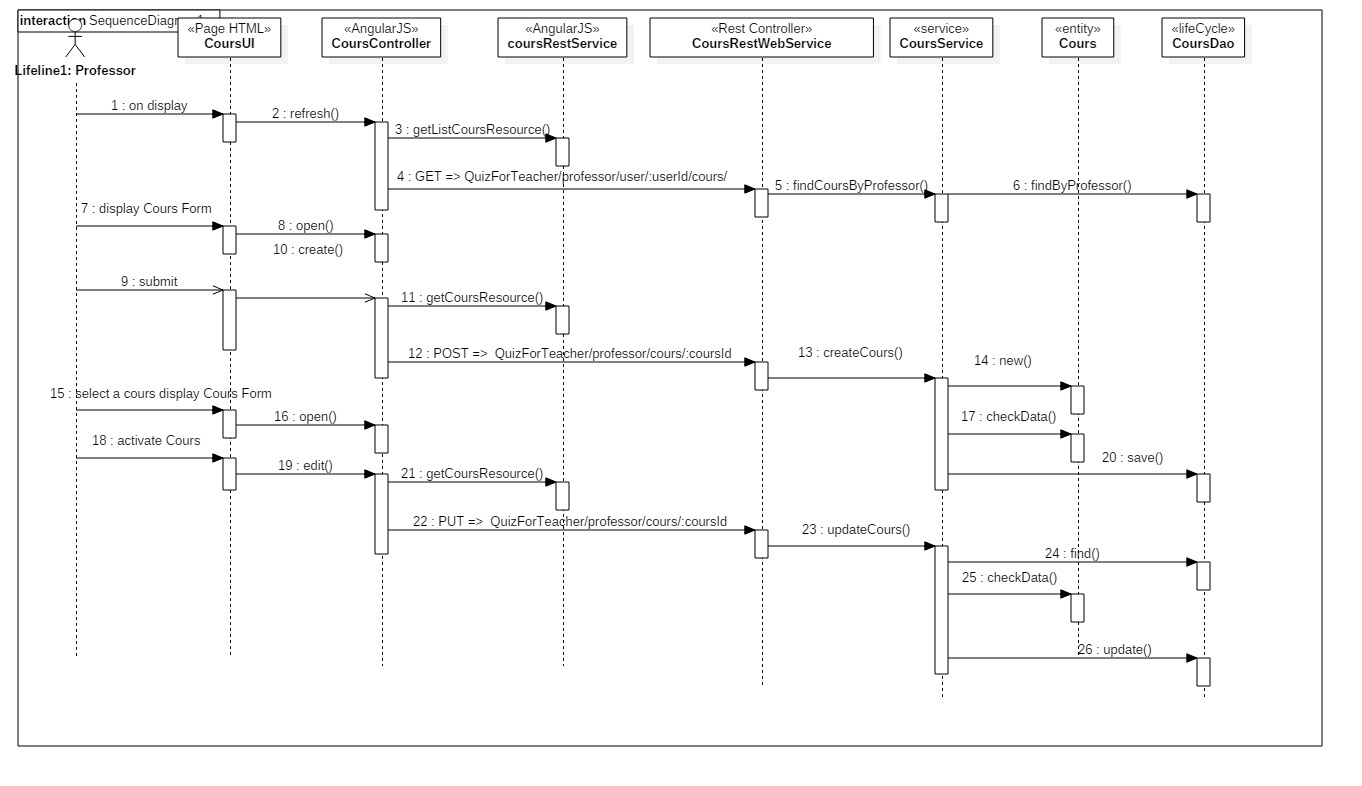 interaction SequenceDiagram1
Lifeline1: Professor
«Page HTML»
CoursUI
«AngularJS»
CoursController
«AngularJS»
coursRestService
«Rest Controller»
CoursRestWebService
«service»
CoursService
«entity»
Cours
«lifeCycle»
CoursDao
1 : on display
2 : refresh()
3 : getListCoursResource()
4 : GET => QuizForTeacher/professor/user/:userId/cours/
5 : findCoursByProfessor()
6 : findByProfessor()
7 : display Cours Form
8 : open()
10 : create()
9 : submit
11 : getCoursResource()
12 : POST => QuizForTeacher/professor/cours/:coursId
13 : createCours()
14 : new()
15 : select a cours display Cours Form
16 : open()
17 : checkData()
18 : activate Cours
19 : edit()
20 : save()
21 : getCoursResource()
22 : PUT => QuizForTeacher/professor/cours/:coursId
23 : updateCours()
24 : find()
25 : checkData()
26 : update()